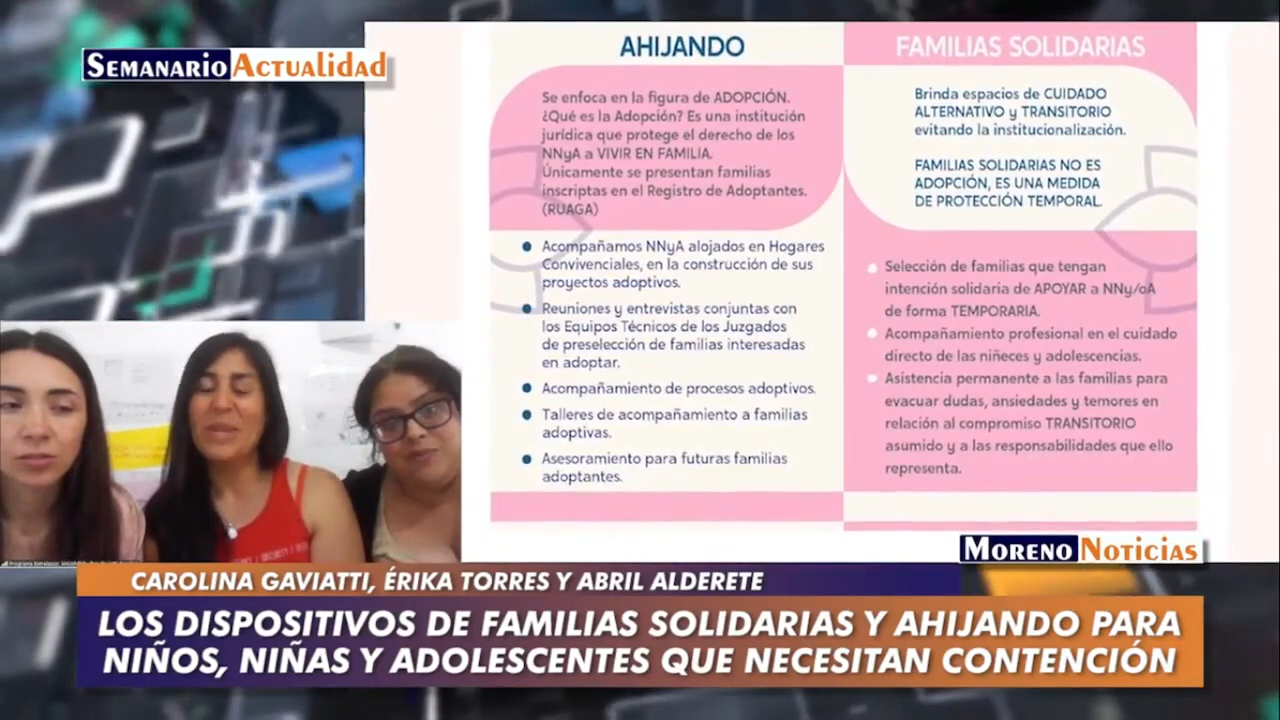 SEMANARIO ACTUALIDAD
AHIJANDO
Se enfoca en la figura de ADOPCIÓN.
¿Qué es la Adopción? Es una institución
jurídica que protege el derecho de los
NNyA a VIVIR EN FAMILIA.
Únicamente se presentan familias
inscriptas en el Registro de Adoptantes.
(RUAGA)
Acompañamos NNyA alojados en Hogares
Convivenciales, en la construcción de sus
proyectos adoptivos.
Reuniones y entrevistas conjuntas con
los Equipos Técnicos de los Juzgados
de preselección de familias interesadas
en adoptar.
Acompañamiento de procesos adoptivos.
Talleres de acompañamiento a familias
adoptivas.
Asesoramiento para futuras familias
adoptantes.
FAMILIAS SOLIDARIAS
Brinda espacios de CUIDADO
ALTERNATIVO y TRANSITORIO
evitando la institucionalización.
FAMILIAS SOLIDARIAS NO ES
ADOPCIÓN, ES UNA MEDIDA
DE PROTECCIÓN TEMPORAL.
Selección de familias que tengan
intención solidaria de APOYAR a NNy/oA
de forma TEMPORARIA.
Acompañamiento profesional en el cuidado
directo de las niñeces y adolescencias.
Asistencia permanente a las familias para
evacuar dudas, ansiedades y temores en
relación al compromiso TRANSITORIO
asumido y a las responsabilidades que ello
representa.
MORENO NOTICIAS
CAROLINA GAVIATTI, ÉRIKA TORRES Y ABRIL ALDERETE
LOS DISPOSITIVOS DE FAMILIAS SOLIDARIAS Y AHIJANDO PARA
NIÑOS, NIÑAS Y ADOLESCENTES QUE NECESITAN CONTENCIÓN